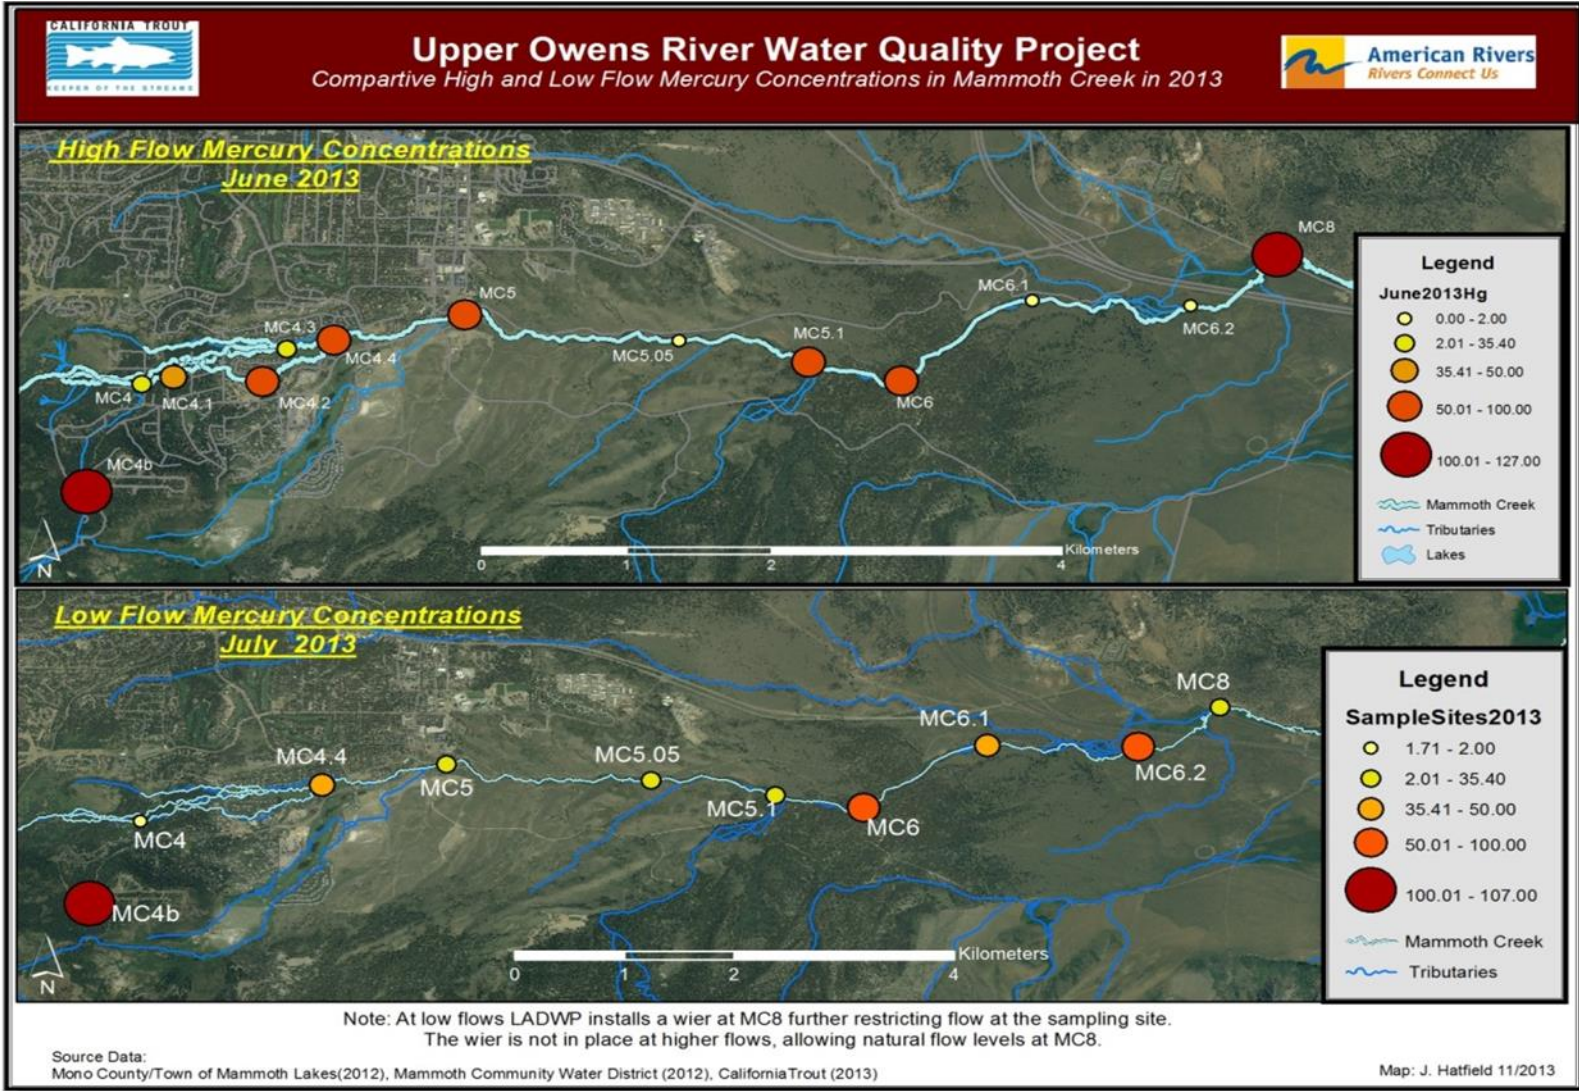 CALIFORNIA TROUT
KEEPER OF THE STREAMS
Upper Owens River Water Quality Project
Compartive High and Low Flow Mercury Concentrations in Mammoth Creek in 2013
American Rivers
Rivers Connect Us
High Flow Mercury Concentrations
June 2013
MC8
MC6.1
MC6.2
MC5
MC5.1
MC5.05
MC6
MC4.3
MC4.4
MC4
MC4.1
MC4.2
MC4b
N
Kilometers
0 1 2 4
Legend
June2013Hg
0.00 - 2.00
2.01 - 35.40
35.41 - 50.00
50.01 - 100.00
100.01 - 127.00
Mammoth Creek
Tributaries
Lakes
Low Flow Mercury Concentrations
July 2013
MC8
MC6.1
MC6.2
MC4.4
MC5
MC5.05
MC5.1
MC6
MC4
MC4b
N
Kilometers
0 1 2 4
Legend
SampleSites2013
1.71 - 2.00
2.01 - 35.40
35.41 - 50.00
50.01 - 100.00
100.01 - 107.00
Mammoth Creek
Tributaries
Note: At low flows LADWP installs a wier at MC8 further restricting flow at the sampling site.
The wier is not in place at higher flows, allowing natural flow levels at MC8.
Source Data:
Mono County/Town of Mammoth Lakes(2012), Mammoth Community Water District (2012), CaliforniaTrout (2013)
Map: J. Hatfield 11/2013